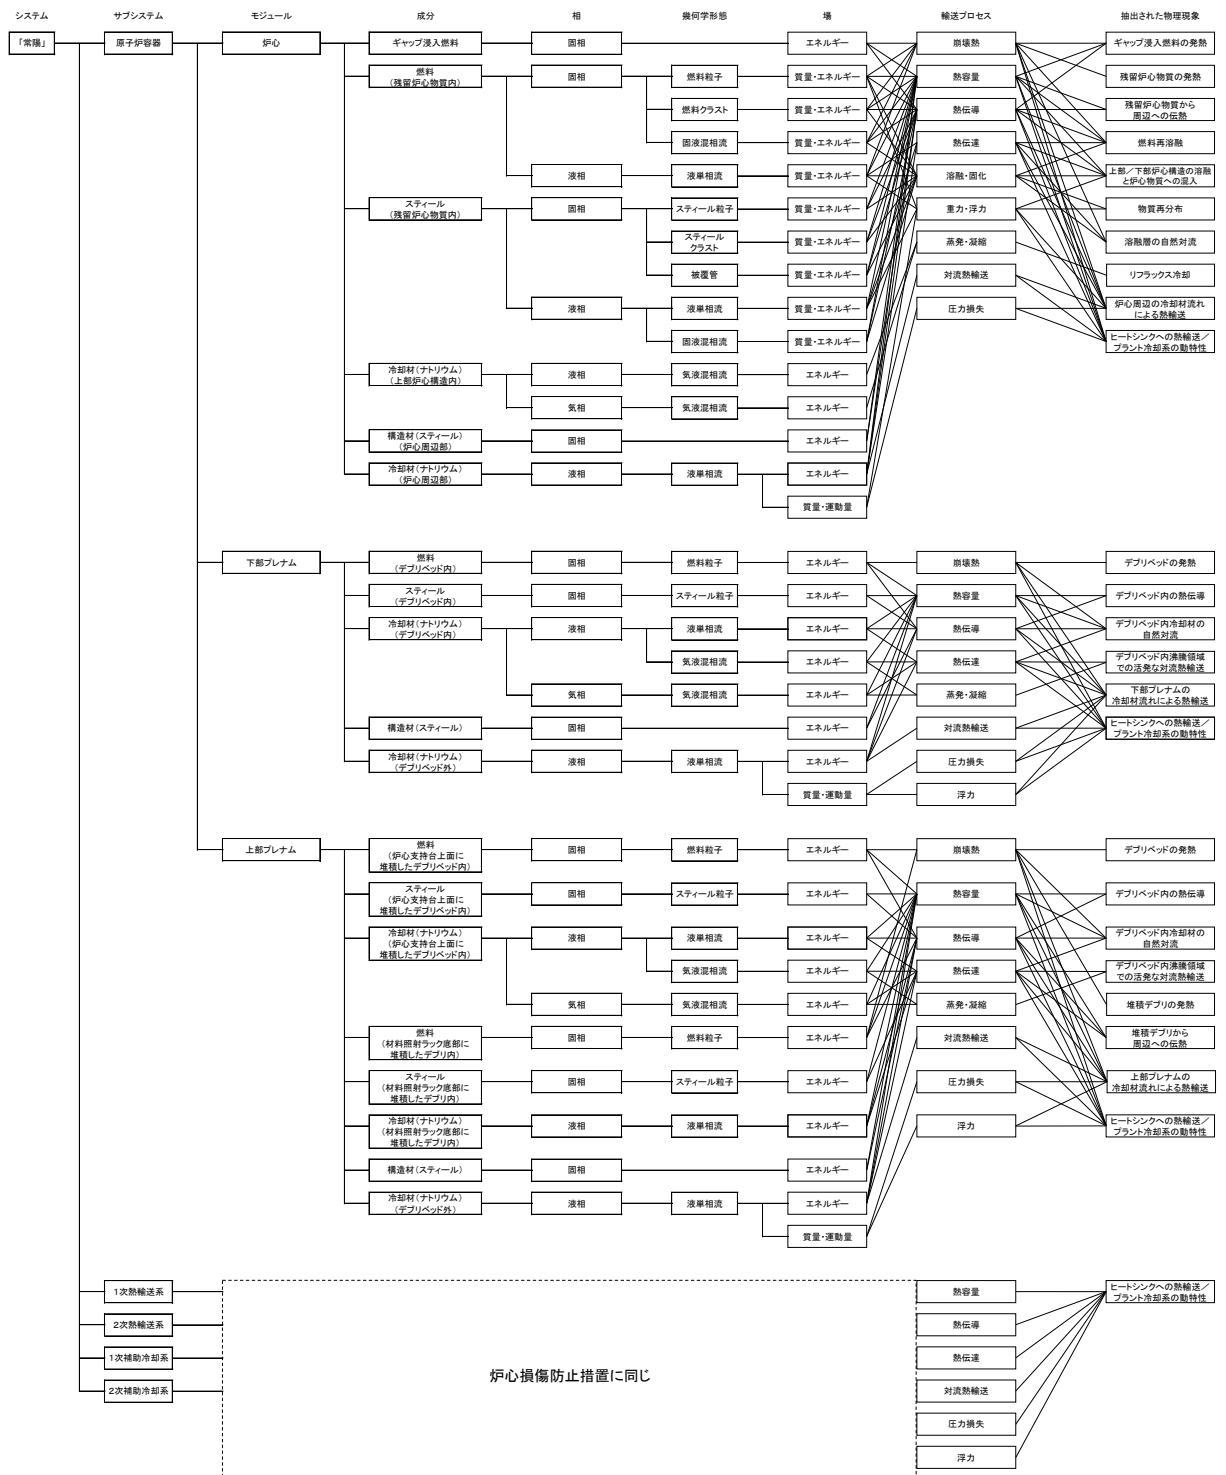 システム サブシステム モジュール 成分 相 幾何学形態 場 輸送プロセス 抽出された物理現象
「常陽」 原子炉容器 炉心 ギャップ浸入燃料 固相 エネルギー 崩壊熱 ギャップ浸入燃料の発熱
燃料
(残留炉心物質内)
固相 燃料粒子 質量・エネルギー 熱容量 残留炉心物質の発熱
燃料クラスト 質量・エネルギー 熱伝導
残留炉心物質から
周辺への伝熱
固液混相流 質量・エネルギー 熱伝達 燃料再溶融
液相 液単相流 質量・エネルギー 溶融・固化
上部／下部炉心構造の溶融
と炉心物質への混入
スティール
(残留炉心物質内)
固相 スティール粒子 質量・エネルギー 重力・浮力 物質再分布
スティール
クラスト
質量・エネルギー 蒸発・凝縮 溶融層の自然対流
被覆管 質量・エネルギー 対流熱輸送 リフラックス冷却
液相 液単相流 質量・エネルギー 圧力損失
炉心周辺の冷却材流れ
による熱輸送
固液混相流 質量・エネルギー
ヒートシンクへの熱輸送／
プラント冷却系の動特性
冷却材(ナトリウム)
(上部炉心構造内)
液相 気液混相流 エネルギー
気相 気液混相流 エネルギー
構造材(スティール)
(炉心周辺部)
固相 エネルギー
冷却材(ナトリウム)
(炉心周辺部)
液相 液単相流 エネルギー
質量・運動量
下部プレナム
燃料
(デブリベッド内)
固相 燃料粒子 エネルギー 崩壊熱 デブリベッドの発熱
スティール
(デブリベッド内)
固相 スティール粒子 エネルギー 熱容量 デブリベッド内の熱伝導
冷却材(ナトリウム)
(デブリベッド内)
液相 液単相流 エネルギー 熱伝導
デブリベッド内冷却材の
自然対流
気液混相流 エネルギー 熱伝達
デブリベッド内沸騰領域
での活発な対流熱輸送
気相 気液混相流 エネルギー 蒸発・凝縮
下部プレナムの
冷却材流れによる熱輸送
構造材(スティール) 固相 エネルギー 対流熱輸送
ヒートシンクへの熱輸送／
プラント冷却系の動特性
冷却材(ナトリウム)
(デブリベッド外)
液相 液単相流 エネルギー 圧力損失
質量・運動量 浮力
上部プレナム
燃料
(炉心支持台上面に
堆積したデブリベッド内)
固相 燃料粒子 エネルギー 崩壊熱 デブリベッドの発熱
スティール
(炉心支持台上面に
堆積したデブリベッド内)
固相 スティール粒子 エネルギー 熱容量 デブリベッド内の熱伝導
冷却材(ナトリウム)
(炉心支持台上面に
堆積したデブリベッド内)
液相 液単相流 エネルギー 熱伝導
デブリベッド内冷却材の
自然対流
気液混相流 エネルギー 熱伝達
デブリベッド内沸騰領域
での活発な対流熱輸送
気相 気液混相流 エネルギー 蒸発・凝縮 堆積デブリの発熱
燃料
(材料照射ラック底部に
堆積したデブリ内)
固相 燃料粒子 エネルギー 対流熱輸送
堆積デブリから
周辺への伝熱
スティール
(材料照射ラック底部に
堆積したデブリ内)
固相 スティール粒子 エネルギー 圧力損失
上部プレナムの
冷却材流れによる熱輸送
冷却材(ナトリウム)
(材料照射ラック底部に
堆積したデブリ内)
液相 液単相流 エネルギー 浮力
ヒートシンクへの熱輸送／
プラント冷却系の動特性
構造材(スティール) 固相 エネルギー
冷却材(ナトリウム)
(デブリベッド外)
液相 液単相流 エネルギー
質量・運動量
1次熱輸送系 熱容量
ヒートシンクへの熱輸送／
プラント冷却系の動特性
2次熱輸送系 熱伝導
1次補助冷却系 熱伝達
炉心損傷防止措置に同じ
2次補助冷却系 対流熱輸送
圧力損失
浮力